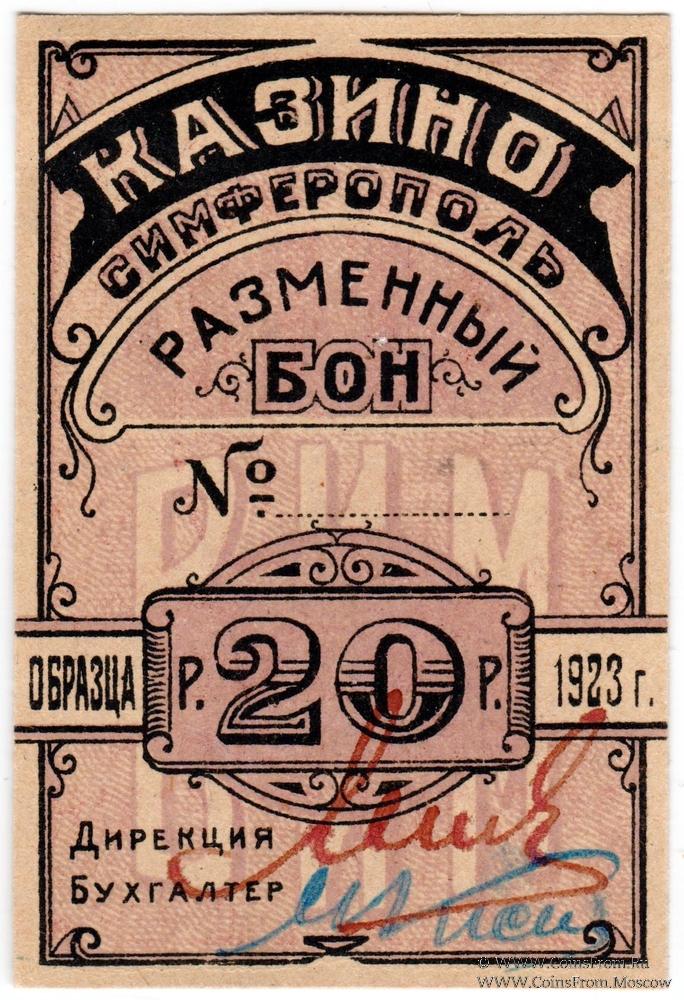 КАЗИНО
СИМФЕРОПОЛЬ
РАЗМЕННЫЙ
БОН
№
ОБРАЗЦА Р. 20 Р. 1923 г.
ДИРЕКЦИЯ
БУХГАЛТЕР
© WWW.CoinsFrom.Ru
WWW.CoinsFrom.Moscow